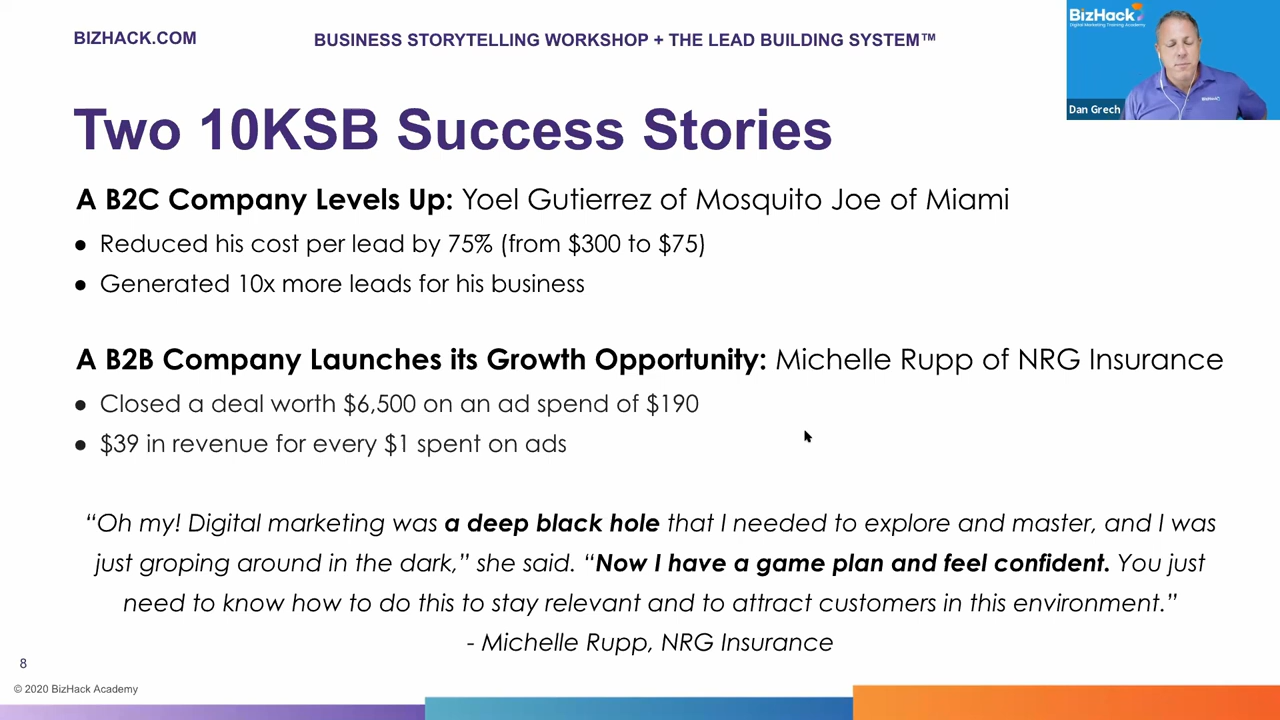 BIZHACK.COM
BUSINESS STORYTELLING WORKSHOP + THE LEAD BUILDING SYSTEM™
BizHack
Digital Marketing Training Academy
BizHack
Dan Grech
Two 10KSB Success Stories
A B2C Company Levels Up: Yoel Gutierrez of Mosquito Joe of Miami
● Reduced his cost per lead by 75% (from $300 to $75)
● Generated 10x more leads for his business
A B2B Company Launches its Growth Opportunity: Michelle Rupp of NRG Insurance
● Closed a deal worth $6,500 on an ad spend of $190
● $39 in revenue for every $1 spent on ads
“Oh my! Digital marketing was a deep black hole that I needed to explore and master, and I was
just groping around in the dark,” she said. “Now I have a game plan and feel confident. You just
need to know how to do this to stay relevant and to attract customers in this environment.”
- Michelle Rupp, NRG Insurance
8
© 2020 BizHack Academy